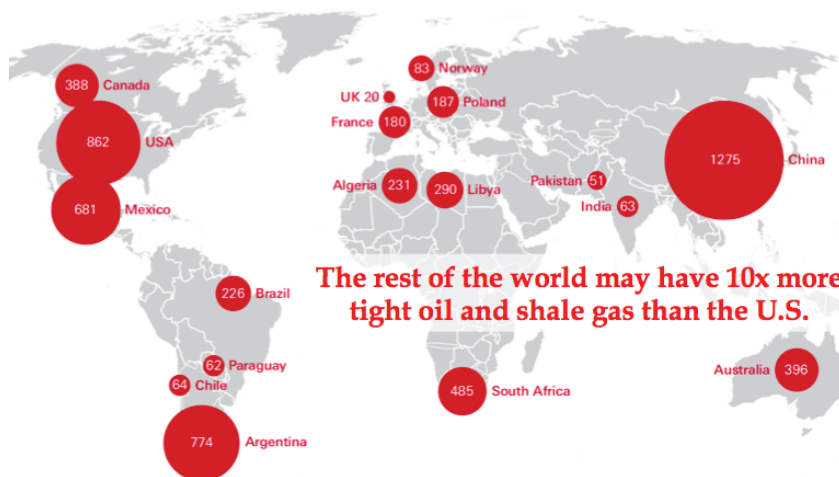 388 Canada
862 USA
681 Mexico
83 Norway
UK 20
187 Poland
France 180
Algeria 231
290 Libya
Pakistan 51
India 63
1275 China
The rest of the world may have 10x more
tight oil and shale gas than the U.S.
226 Brazil
62 Paraguay
64 Chile
774 Argentina
485 South Africa
Australia 396